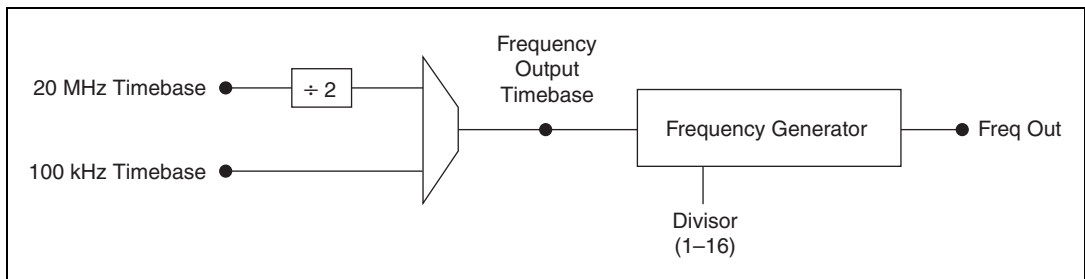 Frequency
Output
Timebase
20 MHz Timebase
÷ 2
Frequency Generator
Freq Out
100 kHz Timebase
Divisor
(1–16)